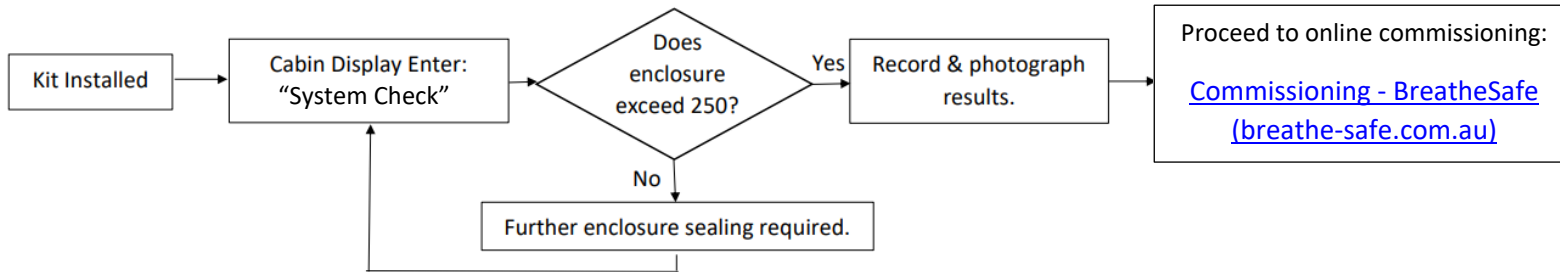 Kit Installed
Cabin Display Enter:
“System Check”
Does
enclosure
exceed 250?
Yes
Record & photograph
results.
Proceed to online commissioning:
Commissioning - BreatheSafe
(breathe-safe.com.au)
No
Further enclosure sealing required.